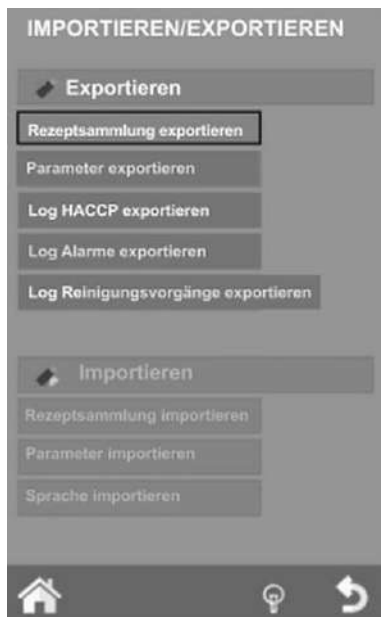 IMPORTIEREN/EXPORTIEREN
Exportieren
Rezeptsammlung exportieren
Parameter exportieren
Log HACCP exportieren
Log Alarme exportieren
Log Reinigungsvorgänge exportieren
Importieren
Rezeptsammlung importieren
Parameter importieren
Sprache importieren